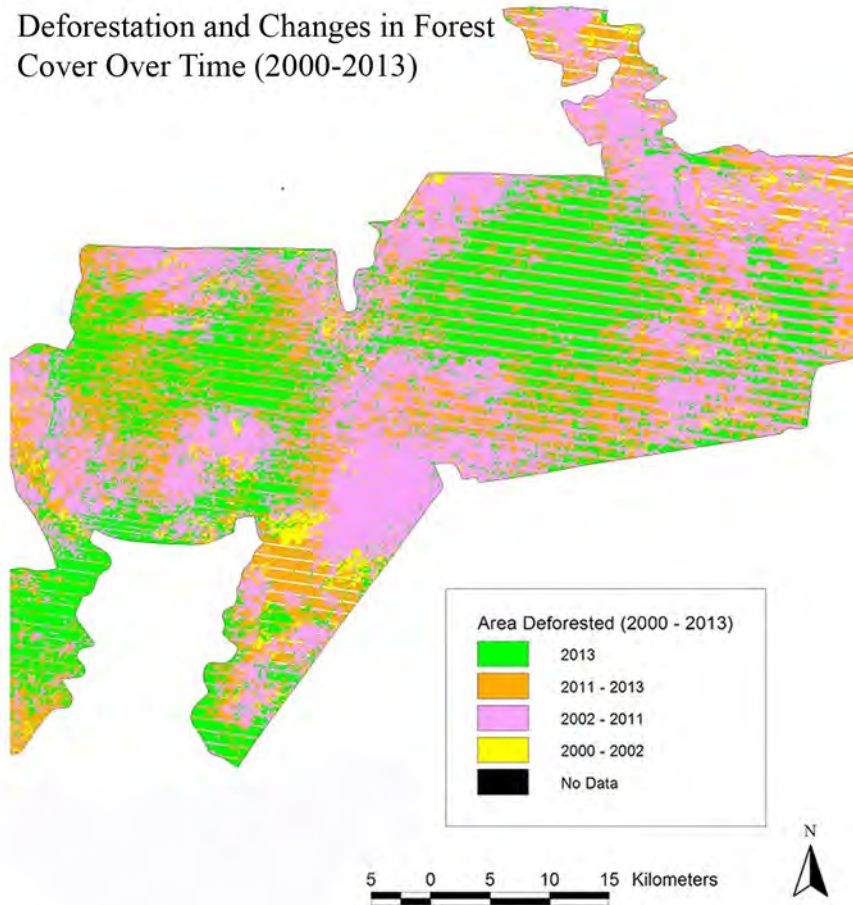 Deforestation and Changes in Forest
Cover Over Time (2000-2013)
Area Deforested (2000 - 2013)
2013
2011 - 2013
2002 - 2011
2000 - 2002
No Data
N
5 0 5 10 15 Kilometers